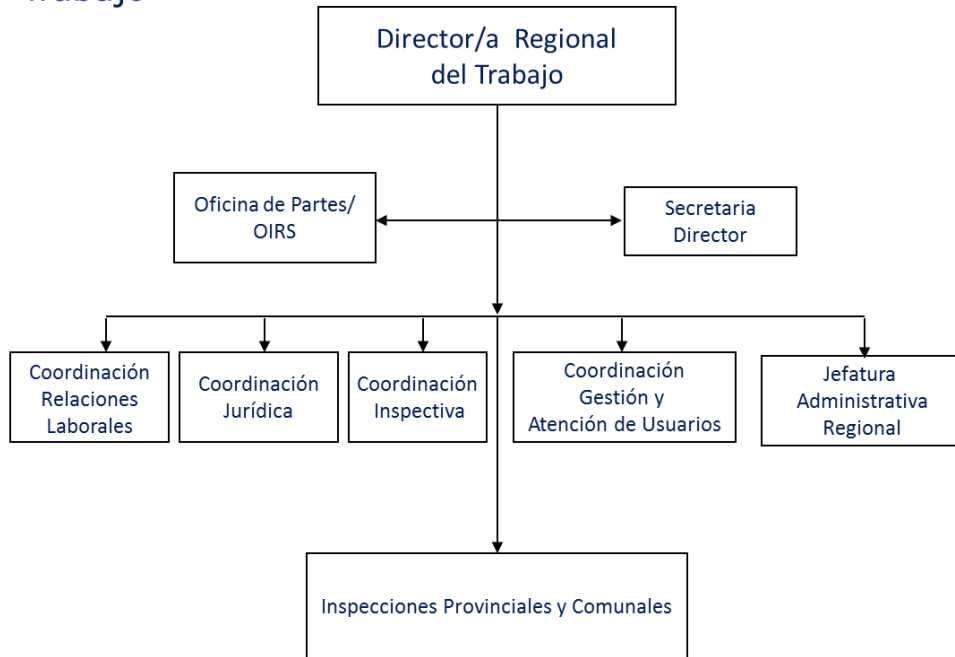 Trabajo
Director/a Regional
del Trabajo
Oficina de Partes/
OIRS
Secretaria
Director
Coordinación
Relaciones
Laborales
Coordinación
Jurídica
Coordinación
Inspectiva
Coordinación
Gestión y
Atención de Usuarios
Jefatura
Administrativa
Regional
Inspecciones Provinciales y Comunales